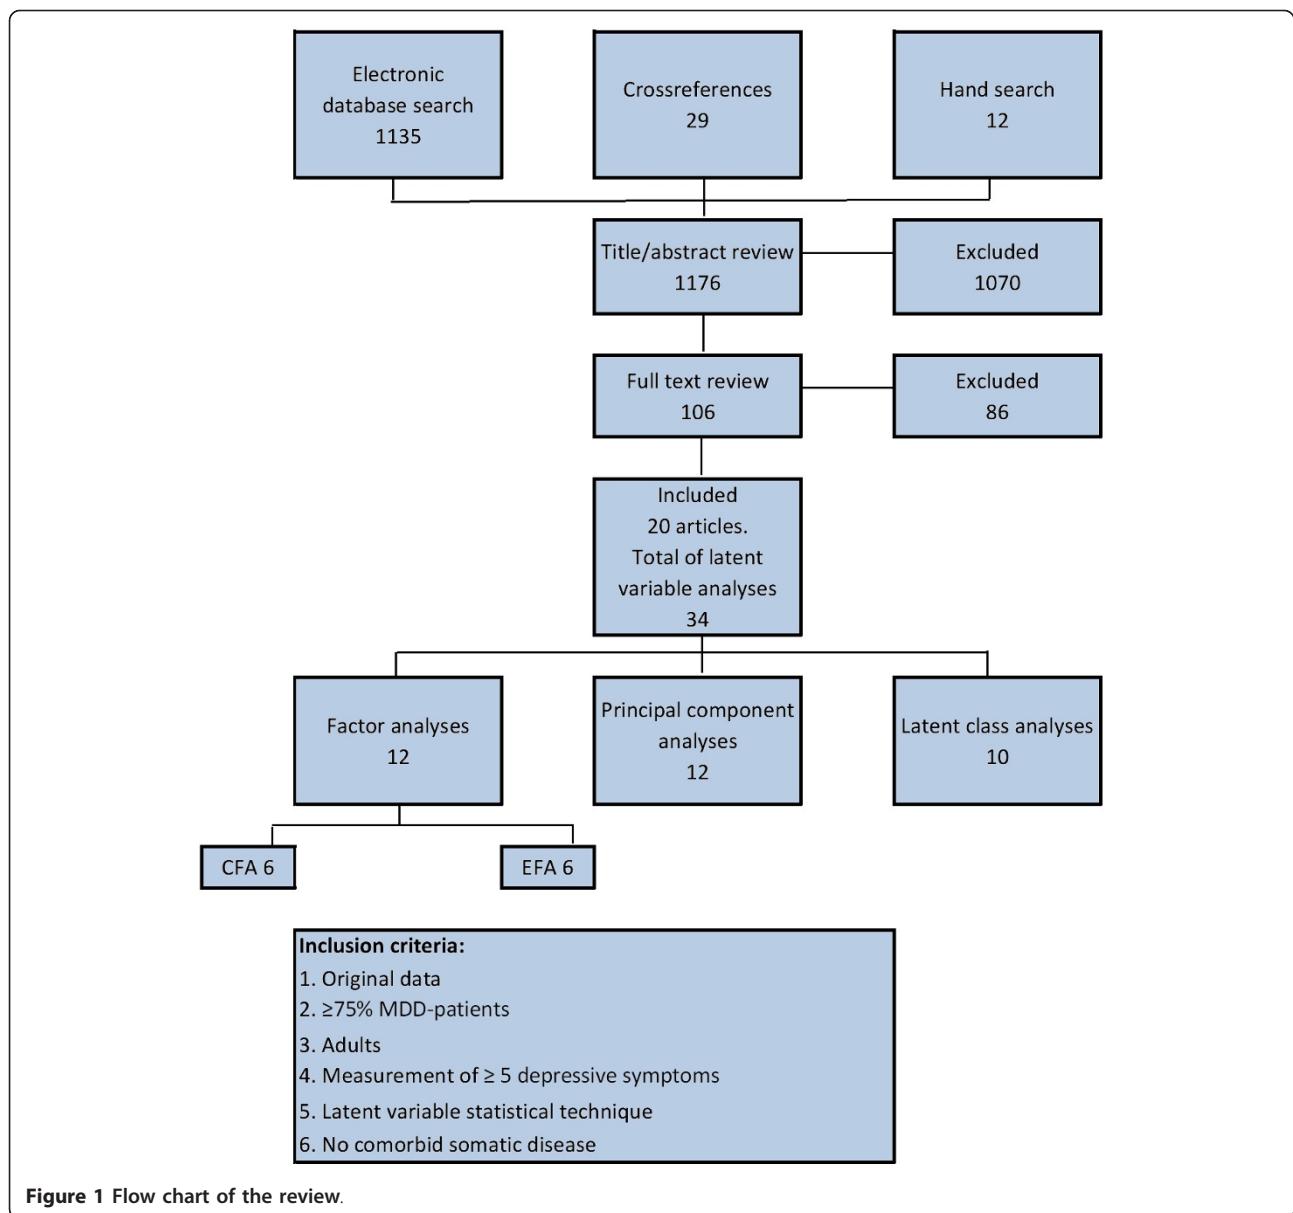 Electronic
database search
1135
Crossreferences
29
Hand search
12
Title/abstract review
1176
Excluded
1070
Full text review
106
Excluded
86
Included
20 articles.
Total of latent
variable analyses
34
Factor analyses
12
Principal component
analyses
12
Latent class analyses
10
CFA 6
EFA 6
Inclusion criteria:
1. Original data
2. ≥75% MDD-patients
3. Adults
4. Measurement of ≥ 5 depressive symptoms
5. Latent variable statistical technique
6. No comorbid somatic disease
Figure 1 Flow chart of the review.